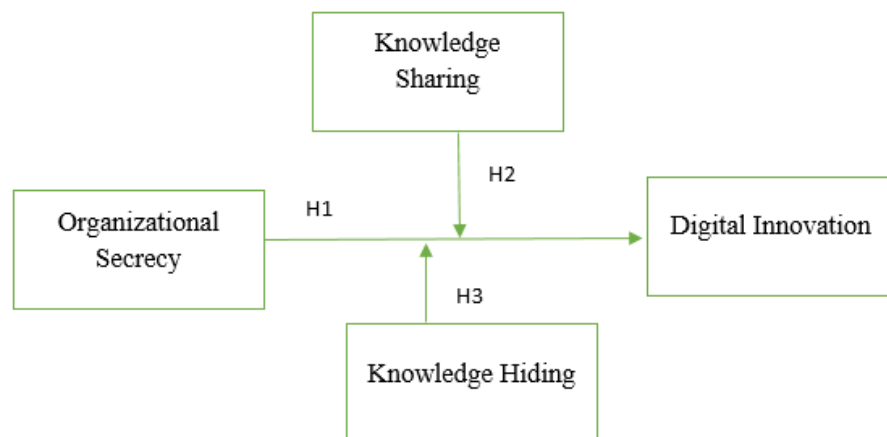 Knowledge
Sharing
H2
H1
Organizational
Secrecy
Digital Innovation
H3
Knowledge Hiding